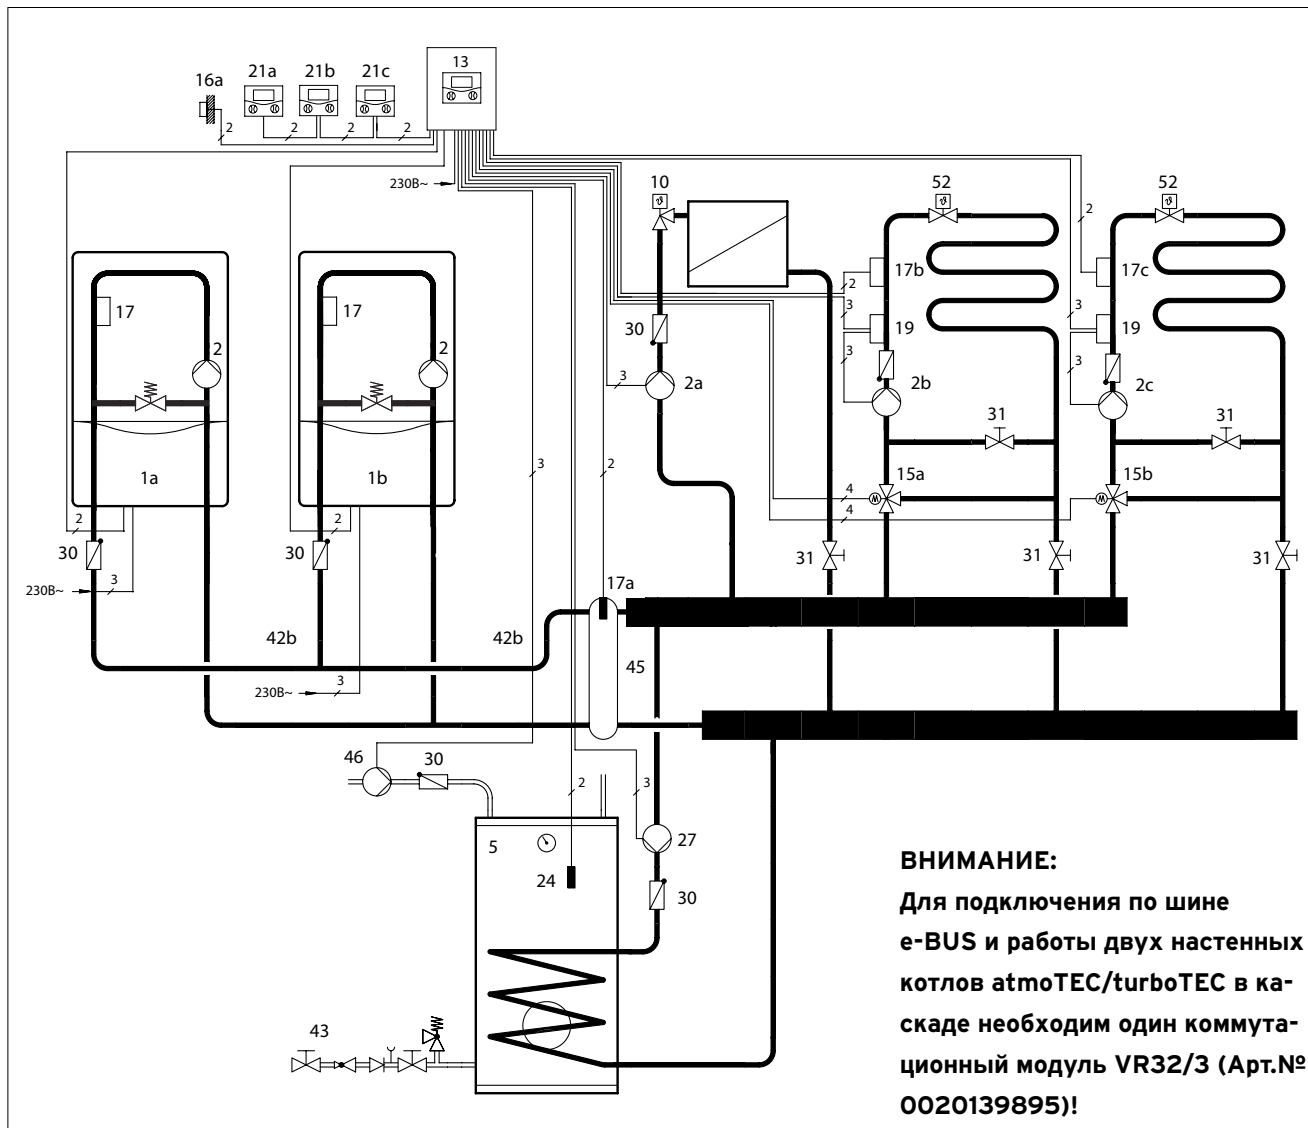 13
16a 21a 21b 21c
2 2 2 2
230В~
10 52 52
2
17 17 17b 17c
2 3 3
30 19 19
2 2 3 2a 3 2b 2c
31 31
1a 1b 3 2 15a 15b
4
4
2 2
30 30 31 31 31
230В~ 3 17a
42b 42b 45
230В~ 3
46 30 2 3
5 27
24 30
43
ВНИМАНИЕ:
Для подключения по шине
e-BUS и работы двух настенных
котлов atmoTEC/turboTEC в ка-
скаде необходим один коммута-
ционный модуль VR32/3 (Арт.№
0020139895)!